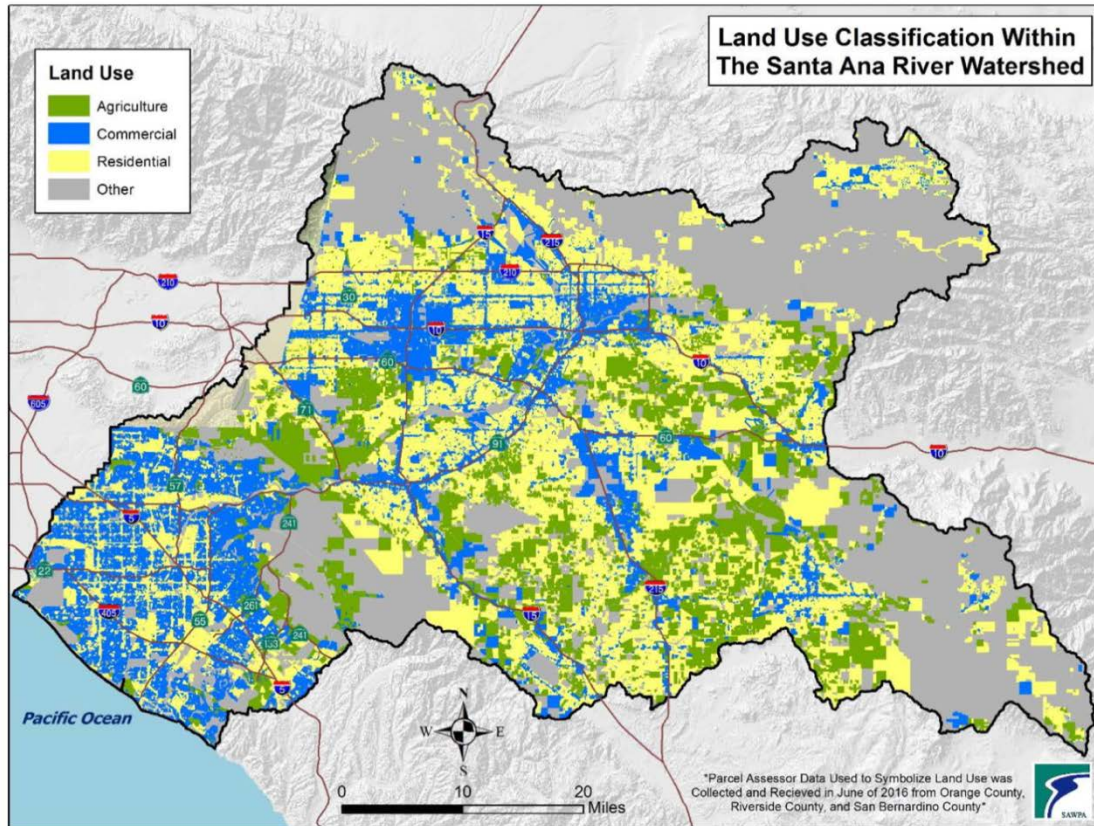 Land Use Classification Within
The Santa Ana River Watershed
Land Use
Agriculture
Commercial
Residential
Other
15
215
210
210
30
10
10
60
10
60
605
71
60
91
10
57
241
5
22
215
405
261
55
15
133
241
5
Pacific Ocean
N
W
E
S
0
10
20
Miles
*Parcel Assessor Data Used to Symbolize Land Use was
Collected and Recieved in June of 2016 from Orange County,
Riverside County, and San Bernardino County*
SAWPA